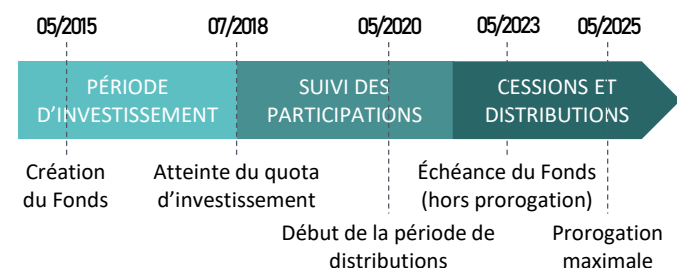 05/2015 07/2018 05/2020 05/2023 05/2025
PÉRIODE
D'INVESTISSEMENT
SUIVI DES
PARTICIPATIONS
CESSIONS ET
DISTRIBUTIONS
Création
du Fonds
Atteinte du quota
d'investissement
Échéance du Fonds
(hors prorogation)
Début de la période de
distributions
Prorogation
maximale